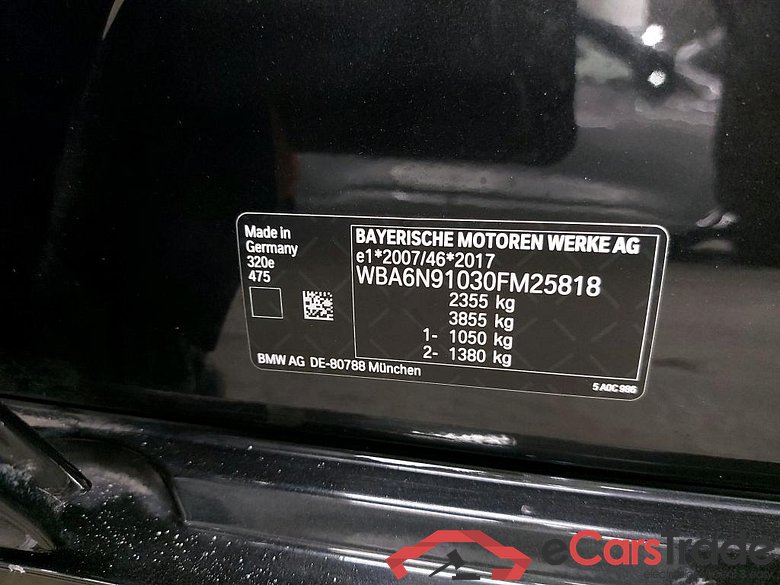 Made in
Germany
320e
475
BAYERISCHE MOTOREN WERKE AG
e1*2007/46*2017
WBA6N91030FM25818
2355 kg
3855 kg
1- 1050 kg
2- 1380 kg
BMW AG DE-80788 München
5 A0C 986
eCarsTrade